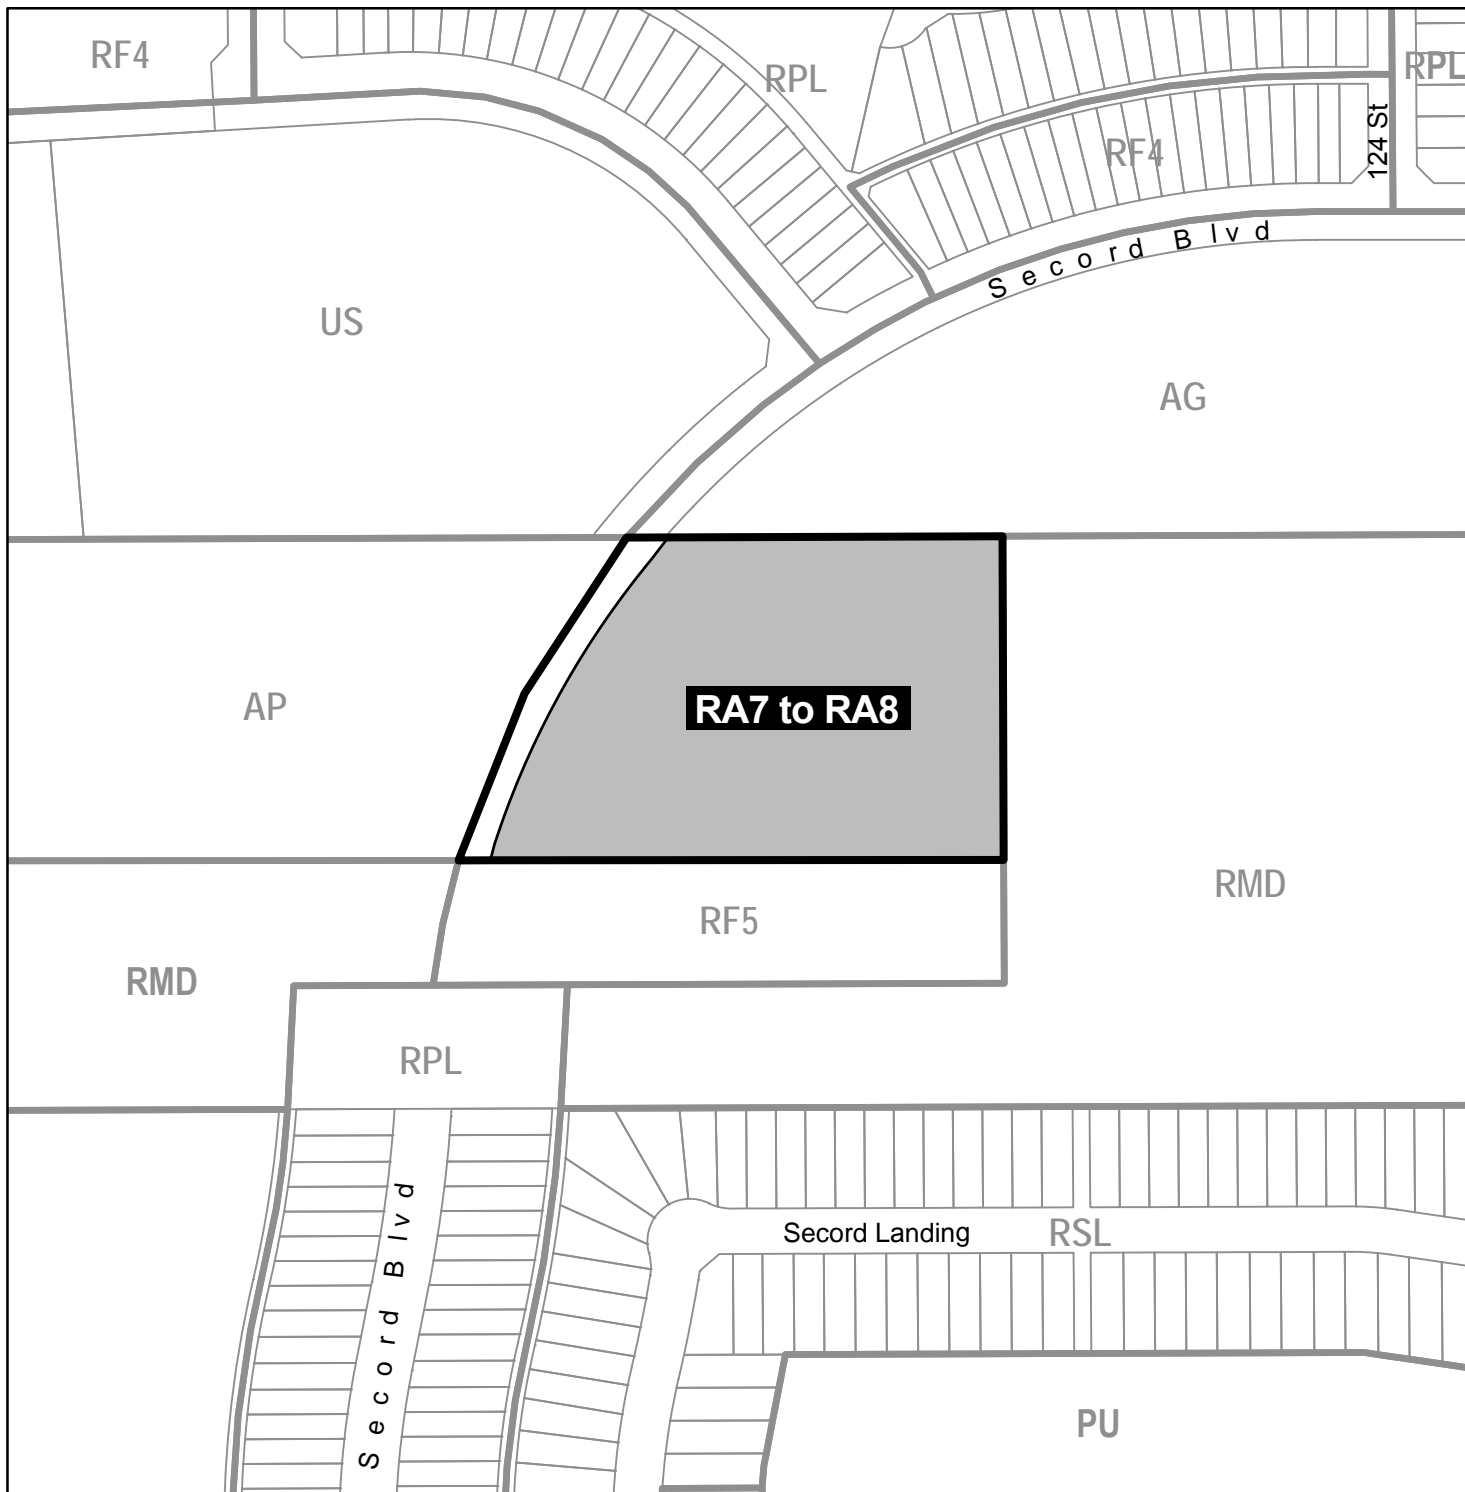 RF4
RPL
RPL
124 St
RF4
Secord Blvd
US
AG
RA7 to RA8
AP
RMD
RF5
RMD
RPL
Secord Blvd
Secord Landing
RSL
PU